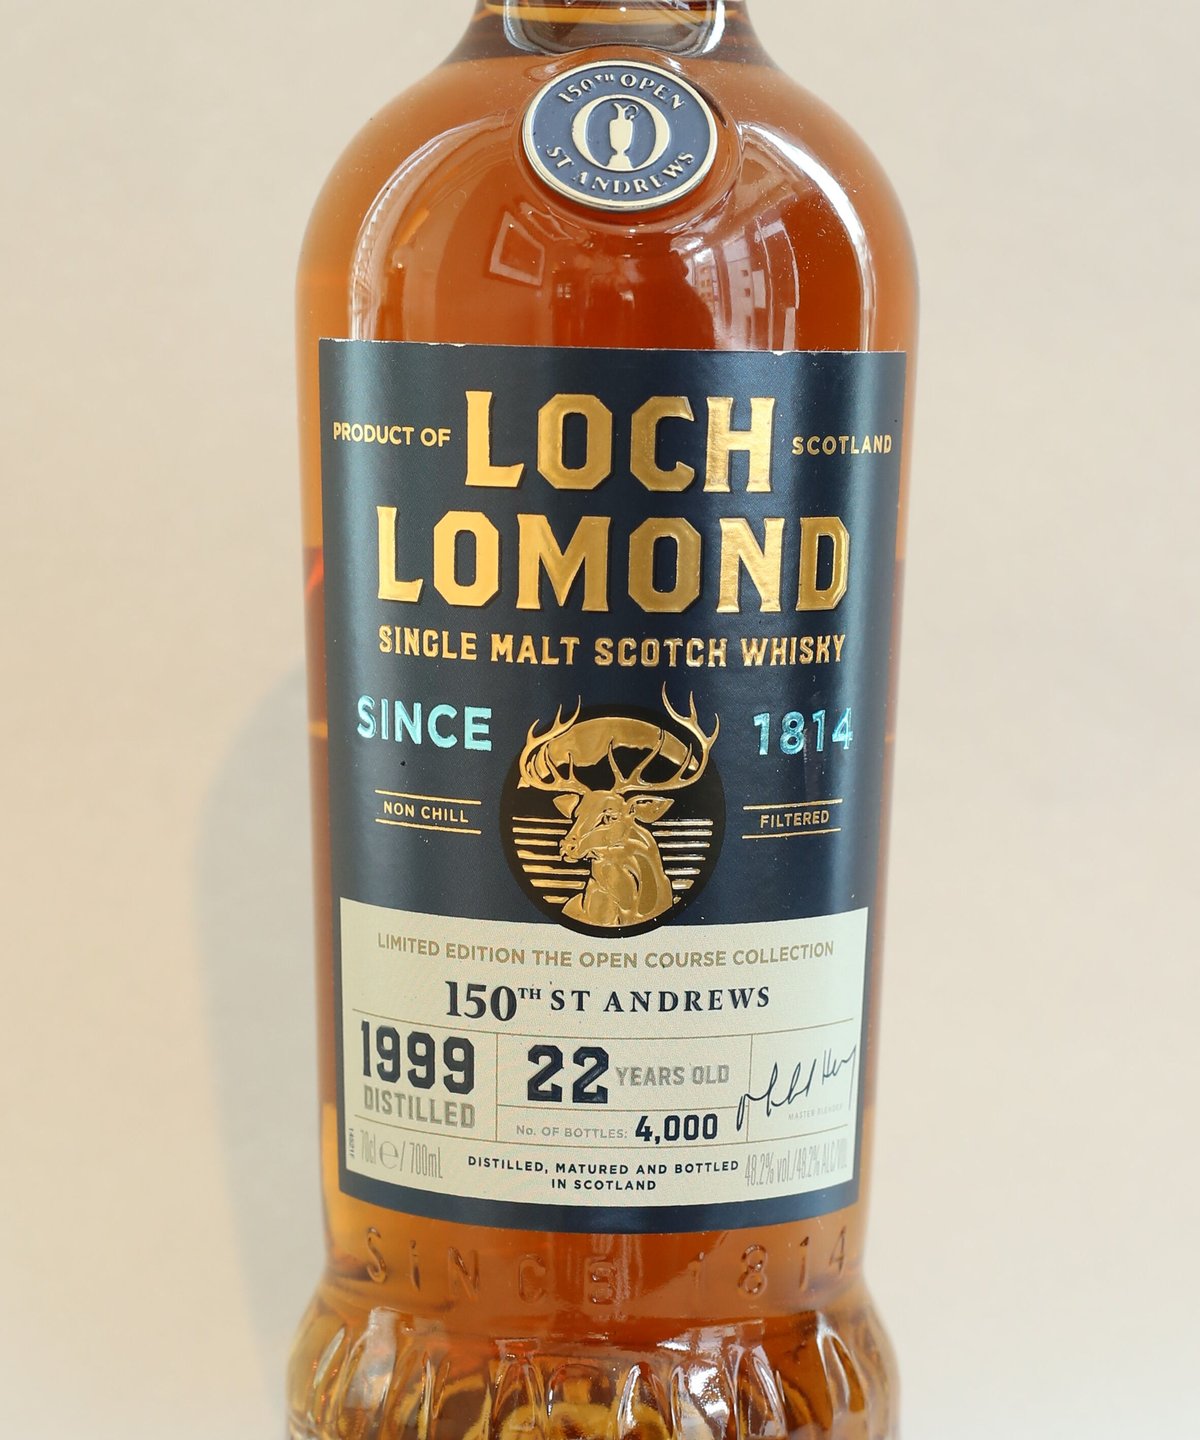 150TH OPEN
ST ANDREWS
PRODUCT OF LOCH SCOTLAND
LOMOND
SINGLE MALT SCOTCH WHISKY
SINCE 1814
NON CHILL FILTERED
LIMITED EDITION THE OPEN COURSE COLLECTION
150TH ST ANDREWS
1999 22 YEARS OLD
DISTILLED No. OF BOTTLES: 4,000
MASTER BLENDER
70cl e / 700mL DISTILLED, MATURED AND BOTTLED 48.2% vol./48.2% ALC/VOL
IN SCOTLAND
SINCE 1814